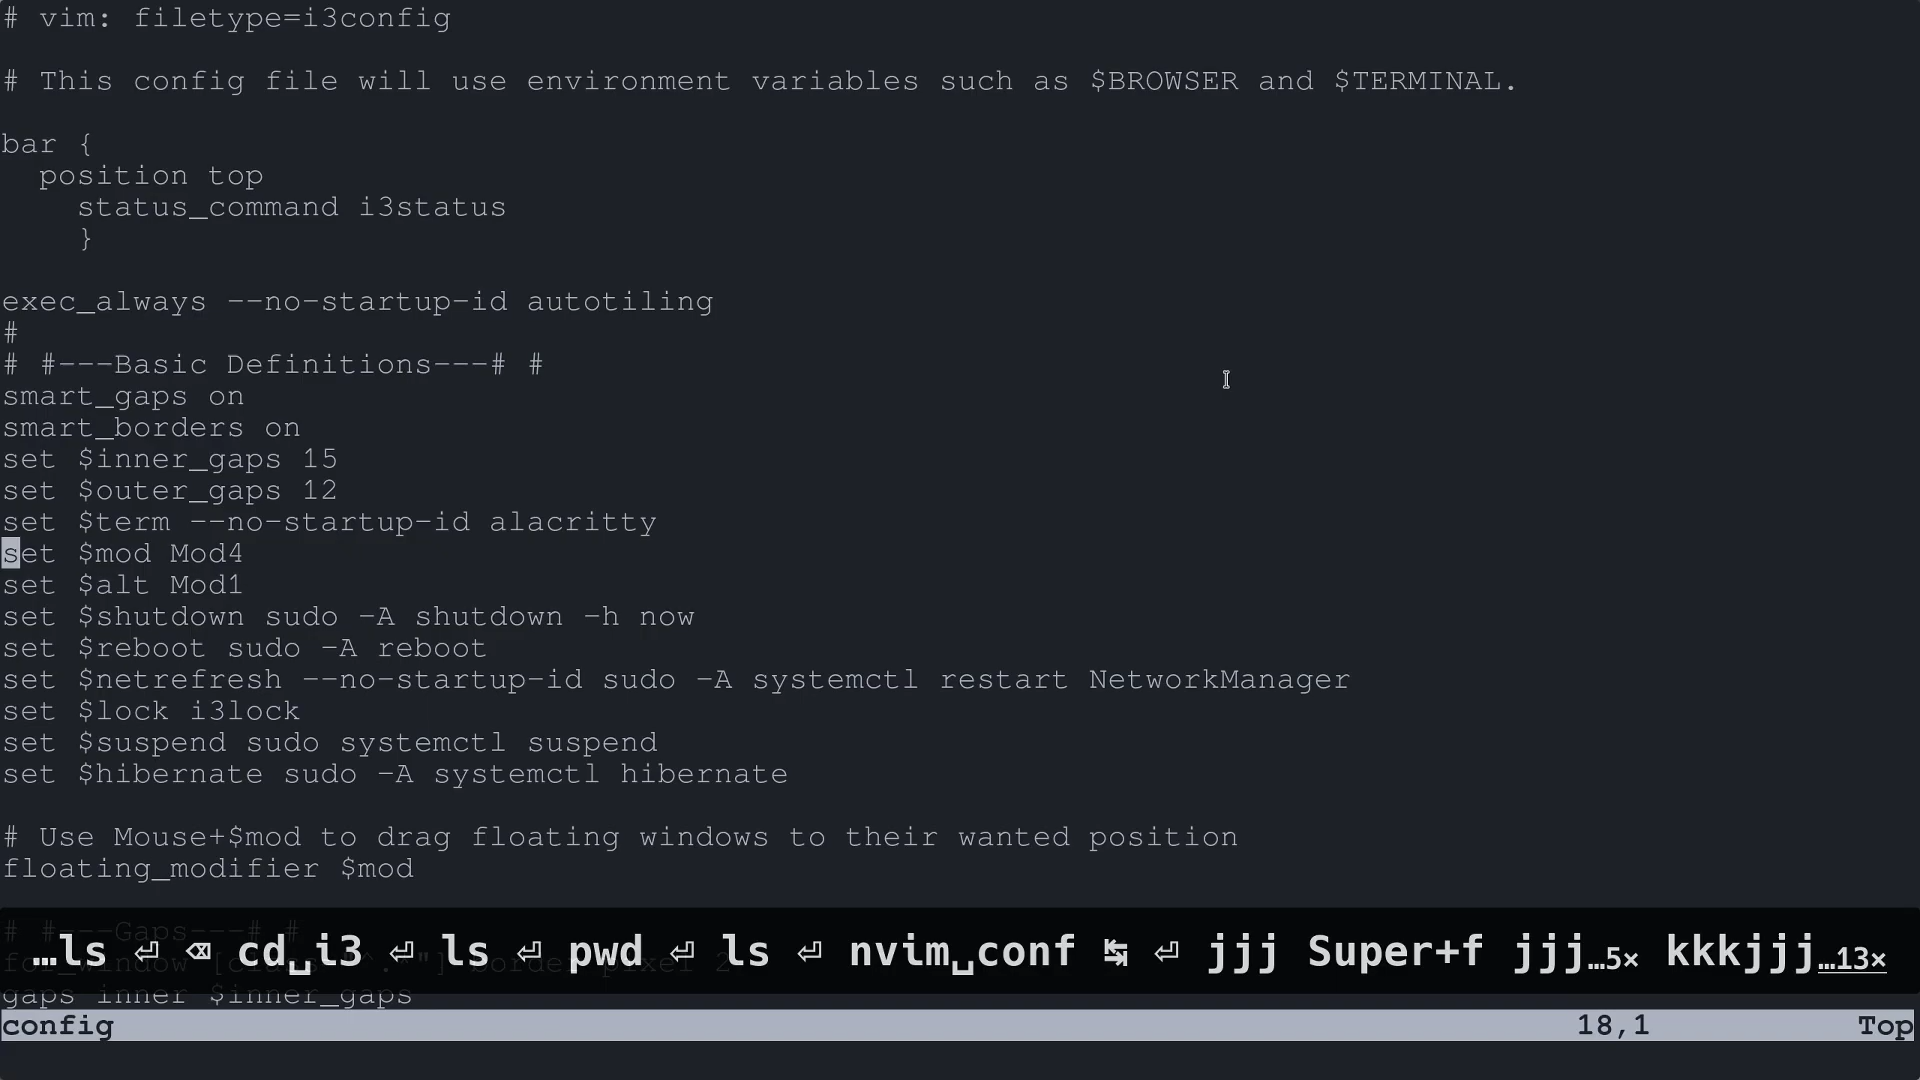 # vim: filetype=i3config
# This config file will use environment variables such as $BROWSER and $TERMINAL.
bar {
position top
status_command i3status
}
exec_always --no-startup-id autotiling
#
# #---Basic Definitions---# #
smart_gaps on
smart_borders on
set $inner_gaps 15
set $outer_gaps 12
set $term --no-startup-id alacritty
set $mod Mod4
set $alt Mod1
set $shutdown sudo -A shutdown -h now
set $reboot sudo -A reboot
set $netrefresh --no-startup-id sudo -A systemctl restart NetworkManager
set $lock i3lock
set $suspend sudo systemctl suspend
set $hibernate sudo -A systemctl hibernate
# Use Mouse+$mod to drag floating windows to their wanted position
floating_modifier $mod
# #---Gaps---# #
…ls ⏎ ⌫ cd␣i3 ⏎ ls ⏎ pwd ⏎ ls ⏎ nvim␣conf ↹ ⏎ jjj Super+f jjj…5× kkkjjj…13×
for_window border pixel 2
gaps inner $inner_gaps
config 18,1 Top